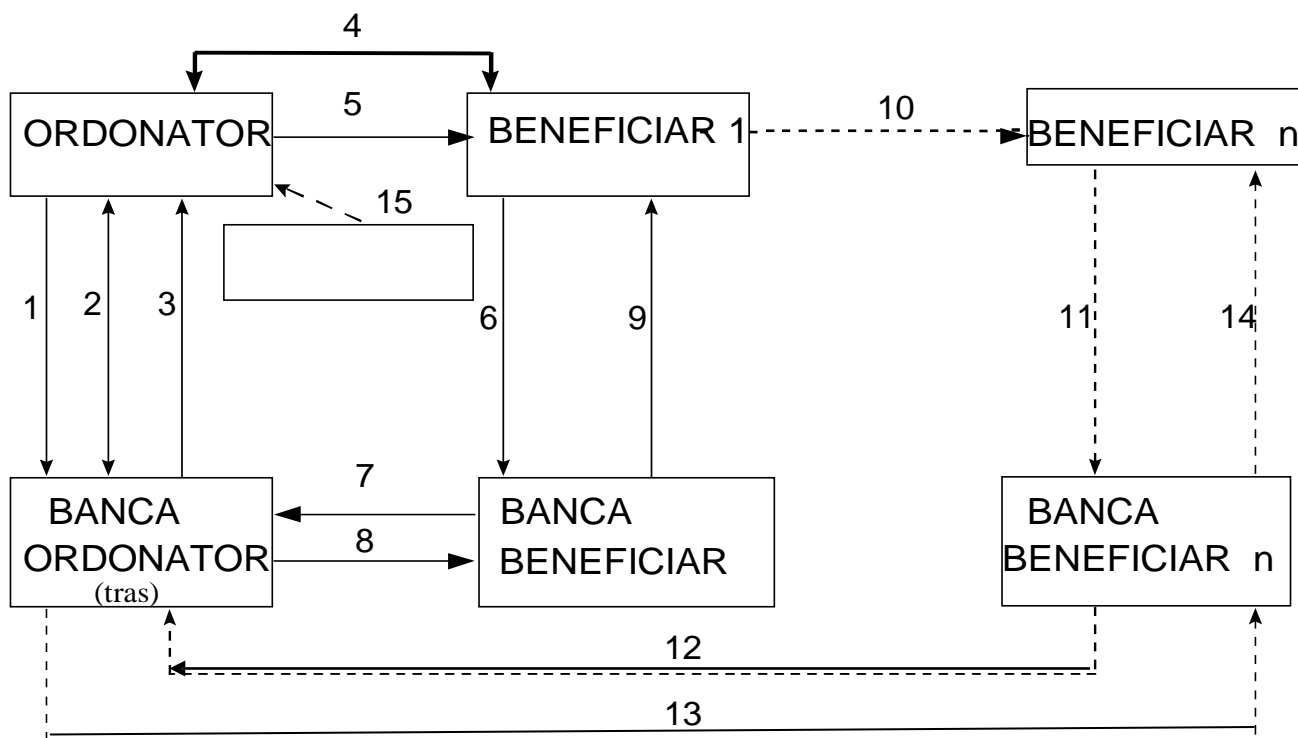 4
ORDONATOR
5
BENEFICIAR 1
10
BENEFICIAR n
15
1
2
3
6
9
11
14
BANCA
ORDONATOR
(tras)
7
8
BANCA
BENEFICIAR
BANCA
BENEFICIAR n
12
13